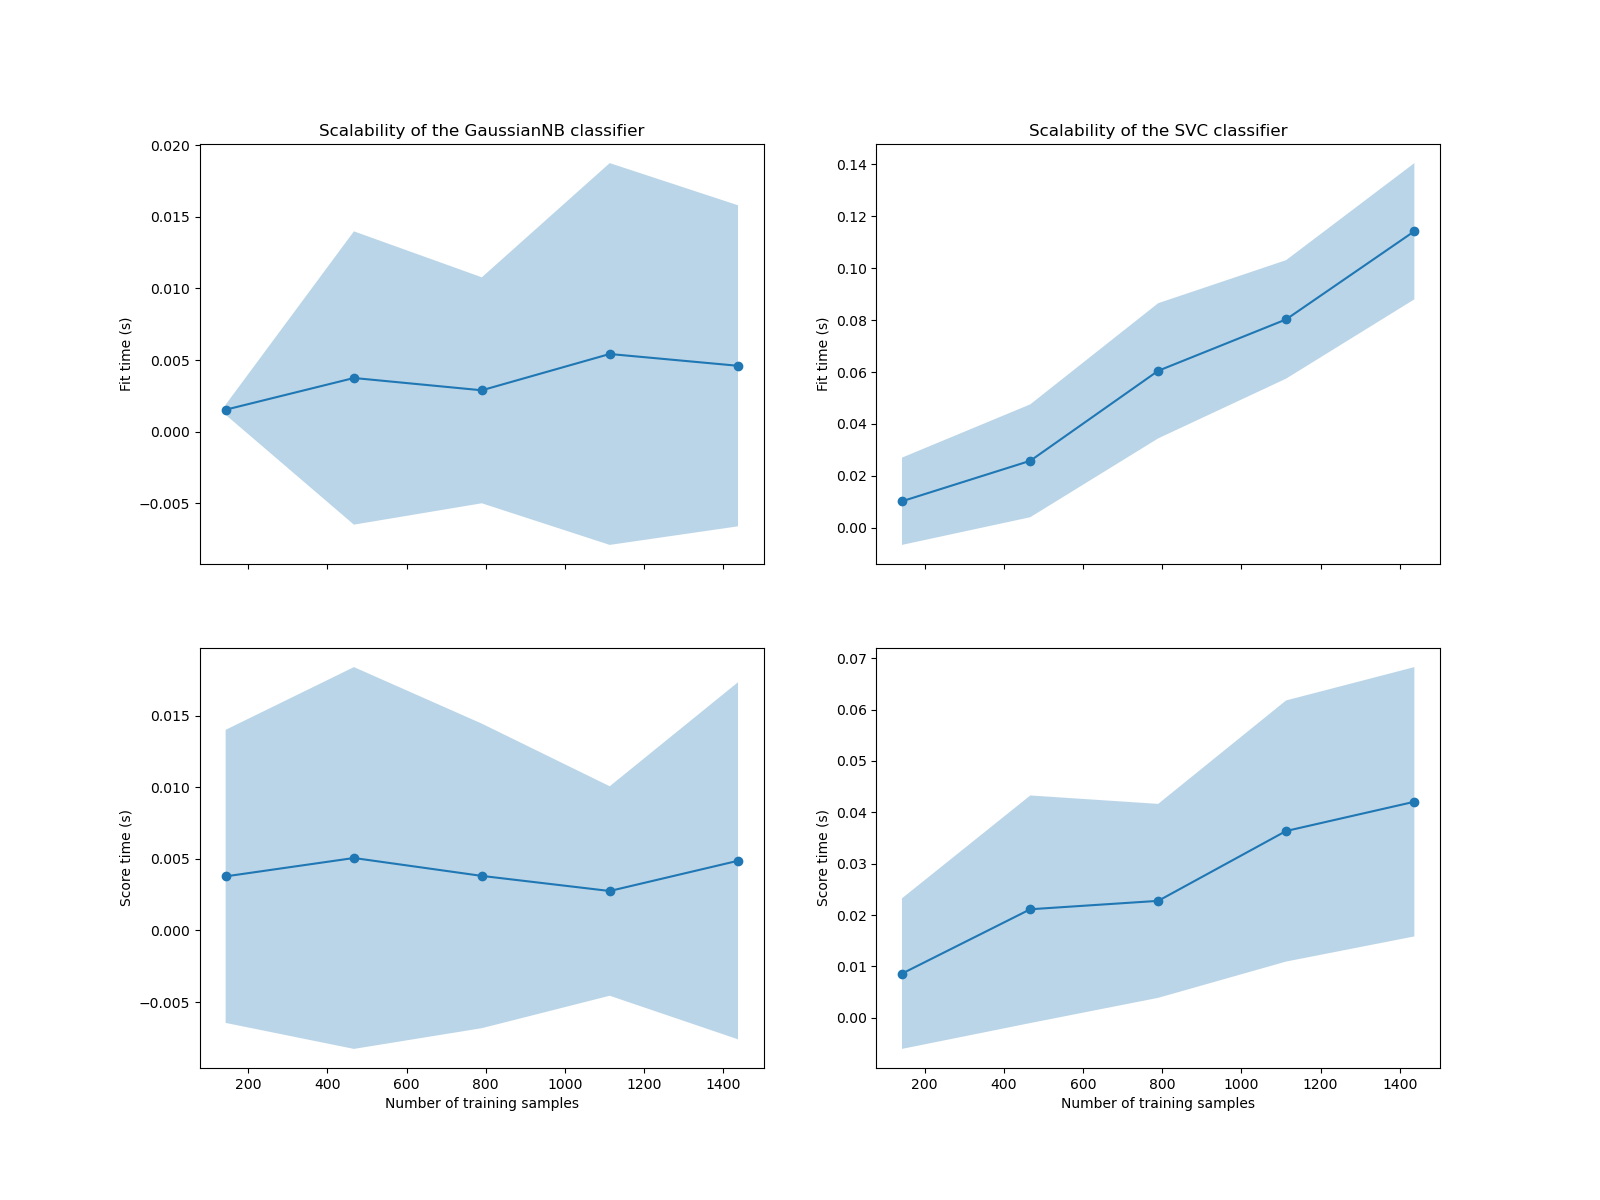 Scalability of the GaussianNB classifier
0.020
0.015
0.010
0.005
0.000
−0.005
Fit time (s)
Scalability of the SVC classifier
0.14
0.12
0.10
0.08
0.06
0.04
0.02
0.00
Fit time (s)
0.015
0.010
0.005
0.000
−0.005
Score time (s)
200 400 600 800 1000 1200 1400
Number of training samples
0.07
0.06
0.05
0.04
0.03
0.02
0.01
0.00
Score time (s)
200 400 600 800 1000 1200 1400
Number of training samples